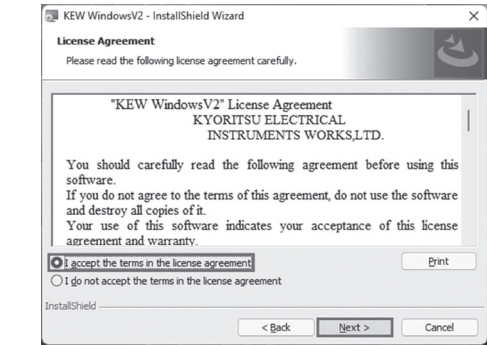 KEW WindowsV2 - InstallShield Wizard
License Agreement
Please read the following license agreement carefully.
"KEW WindowsV2" License Agreement
KYORITSU ELECTRICAL
INSTRUMENTS WORKS,LTD.
You should carefully read the following agreement before using this
software.
If you do not agree to the terms of this agreement, do not use the software
and destroy all copies of it.
Your use of this software indicates your acceptance of this license
agreement and warranty.
I accept the terms in the license agreement
Print
I do not accept the terms in the license agreement
InstallShield
< Back
Next >
Cancel